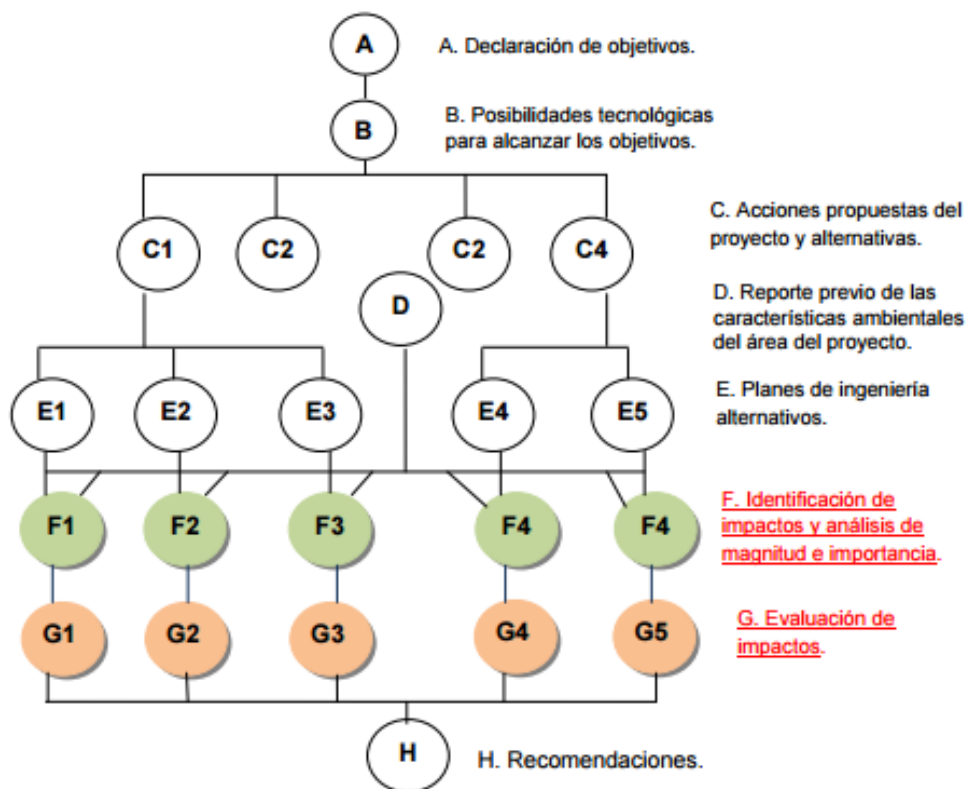 A
A. Declaración de objetivos.
B
B. Posibilidades tecnológicas
para alcanzar los objetivos.
C1
C2
C2
C4
C. Acciones propuestas del
proyecto y alternativas.
D
D. Reporte previo de las
características ambientales
del área del proyecto.
E1
E2
E3
E4
E5
E. Planes de ingeniería
alternativos.
F1
F2
F3
F4
F4
F. Identificación de
impactos y análisis de
magnitud e importancia.
G1
G2
G3
G4
G5
G. Evaluación de
impactos.
H
H. Recomendaciones.